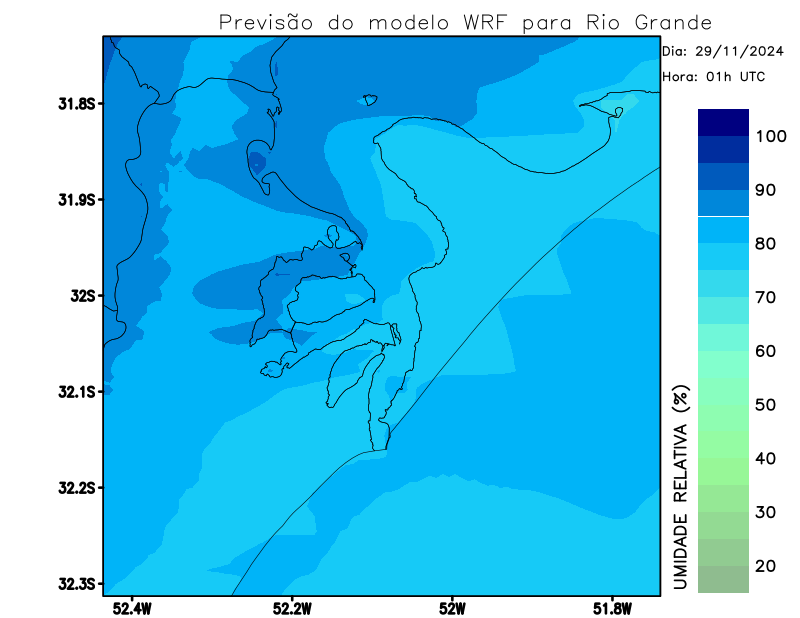 Previsão do modelo WRF para Rio Grande
Dia: 29/11/2024
Hora: 01h UTC
31.8S
31.9S
32S
32.1S
32.2S
32.3S
52.4W
52.2W
52W
51.8W
100
90
80
70
60
50
40
30
20
UMIDADE RELATIVA (%)